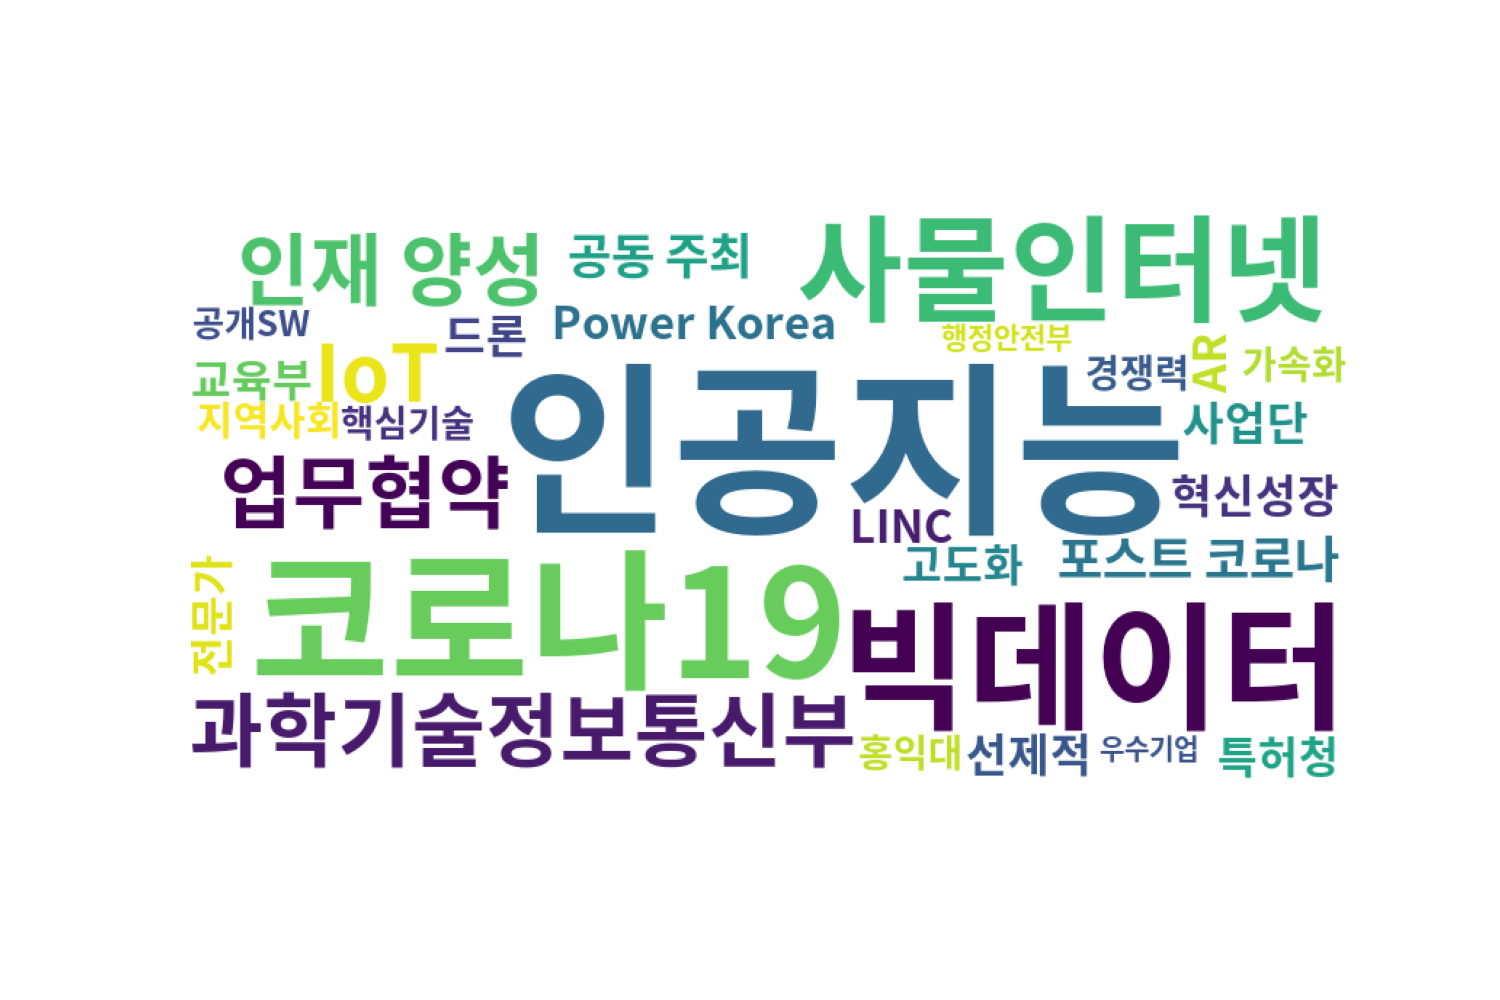 인재 양성
공동 주최
사물인터넷
공개SW
드론
Power Korea
행정안전부
교육부
IoT
경쟁력
AR
가속화
지역사회
핵심기술
인공지능
사업단
업무협약
혁신성장
LINC
고도화
포스트 코로나
전문가
코로나19
빅데이터
과학기술정보통신부
홍익대
선제적
우수기업
특허청